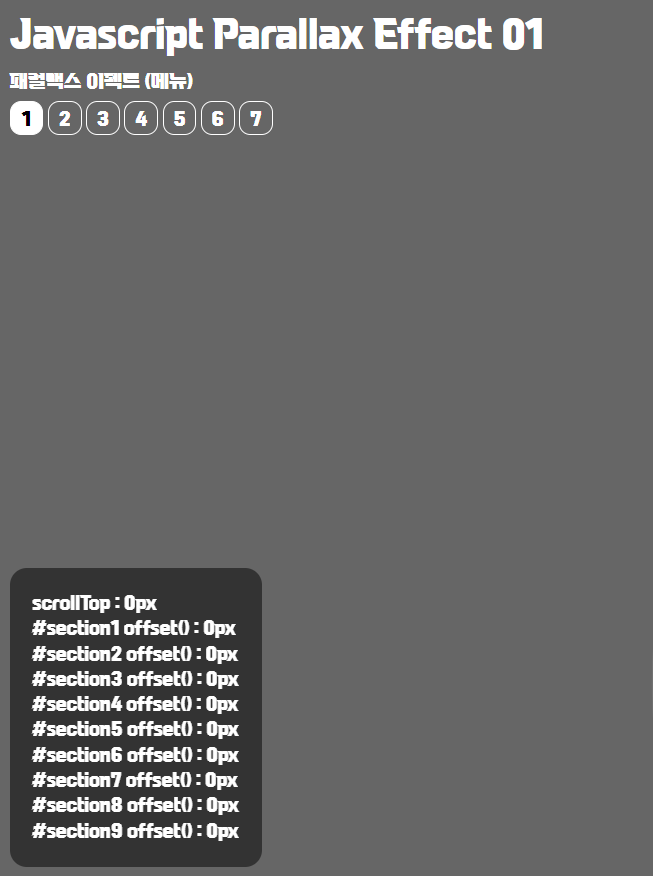 Javascript Parallax Effect 01
패럴랙스 이펙트 (메뉴)
1 2 3 4 5 6 7
scrollTop : 0px
#section1 offset() : 0px
#section2 offset() : 0px
#section3 offset() : 0px
#section4 offset() : 0px
#section5 offset() : 0px
#section6 offset() : 0px
#section7 offset() : 0px
#section8 offset() : 0px
#section9 offset() : 0px